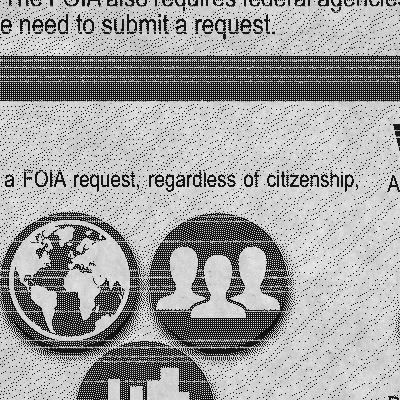 The FOIA also requires federal agencies
e need to submit a request.
a FOIA request, regardless of citizenship,